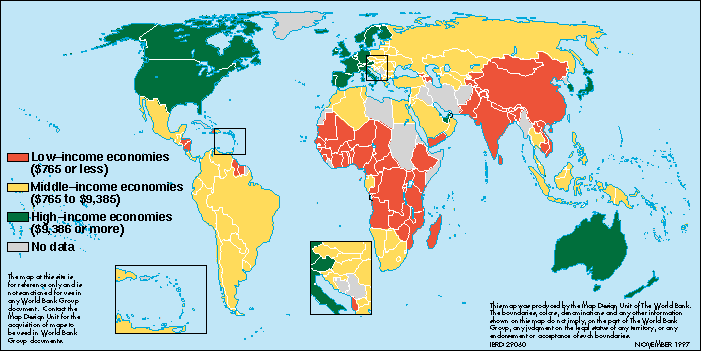 Low–income economies
($765 or less)
Middle–income economies
($765 to $9,385)
High–income economies
($9,386 or more)
No data
The map at this site is
for reference only and is
not sanctioned for use in
any World Bank Group
document. Contact the
Map Design Unit for the
acquisition of maps to
be used in World Bank
Group documents.
This map was produced by the Map Design Unit of The World Bank.
The boundaries, colors, denominations and any other information
shown on this map do not imply, on the part of The World Bank
Group, any judgment on the legal status of any territory, or any
endorsement or acceptance of such boundaries.
IBRD 29060
NOVEMBER 1997